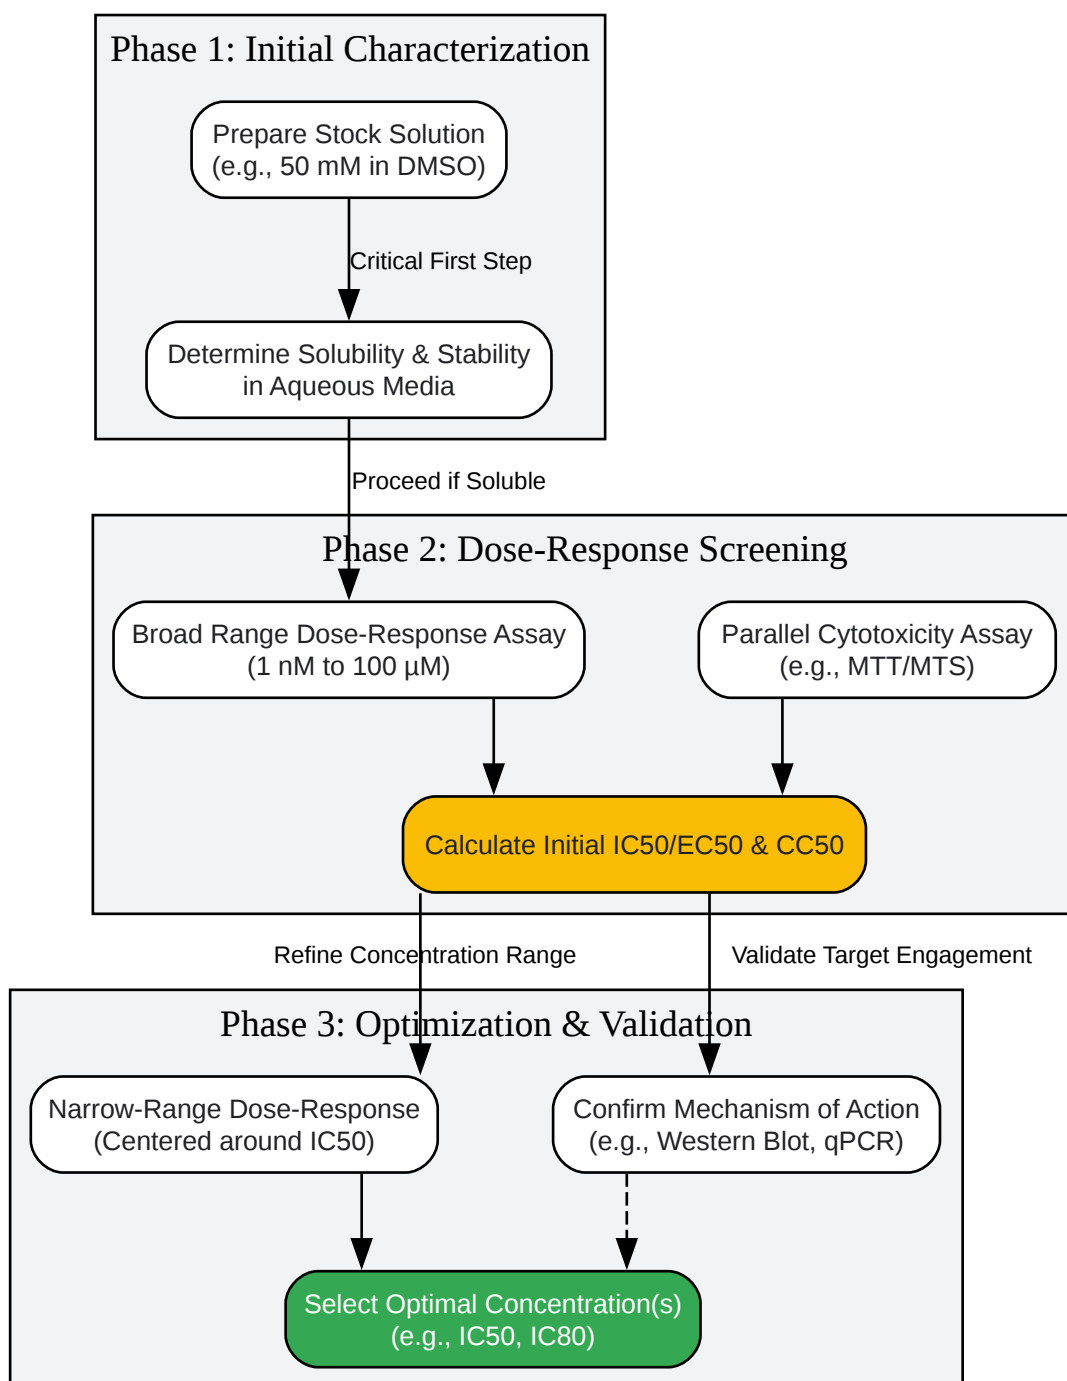 Phase 1: Initial Characterization
Prepare Stock Solution
(e.g., 50 mM in DMSO)
Critical First Step
Determine Solubility & Stability
in Aqueous Media
Proceed if Soluble
Phase 2: Dose-Response Screening
Broad Range Dose-Response Assay
(1 nM to 100 µM)
Parallel Cytotoxicity Assay
(e.g., MTT/MTS)
Calculate Initial IC50/EC50 & CC50
Refine Concentration Range
Validate Target Engagement
Phase 3: Optimization & Validation
Narrow-Range Dose-Response
(Centered around IC50)
Confirm Mechanism of Action
(e.g., Western Blot, qPCR)
Select Optimal Concentration(s)
(e.g., IC50, IC80)